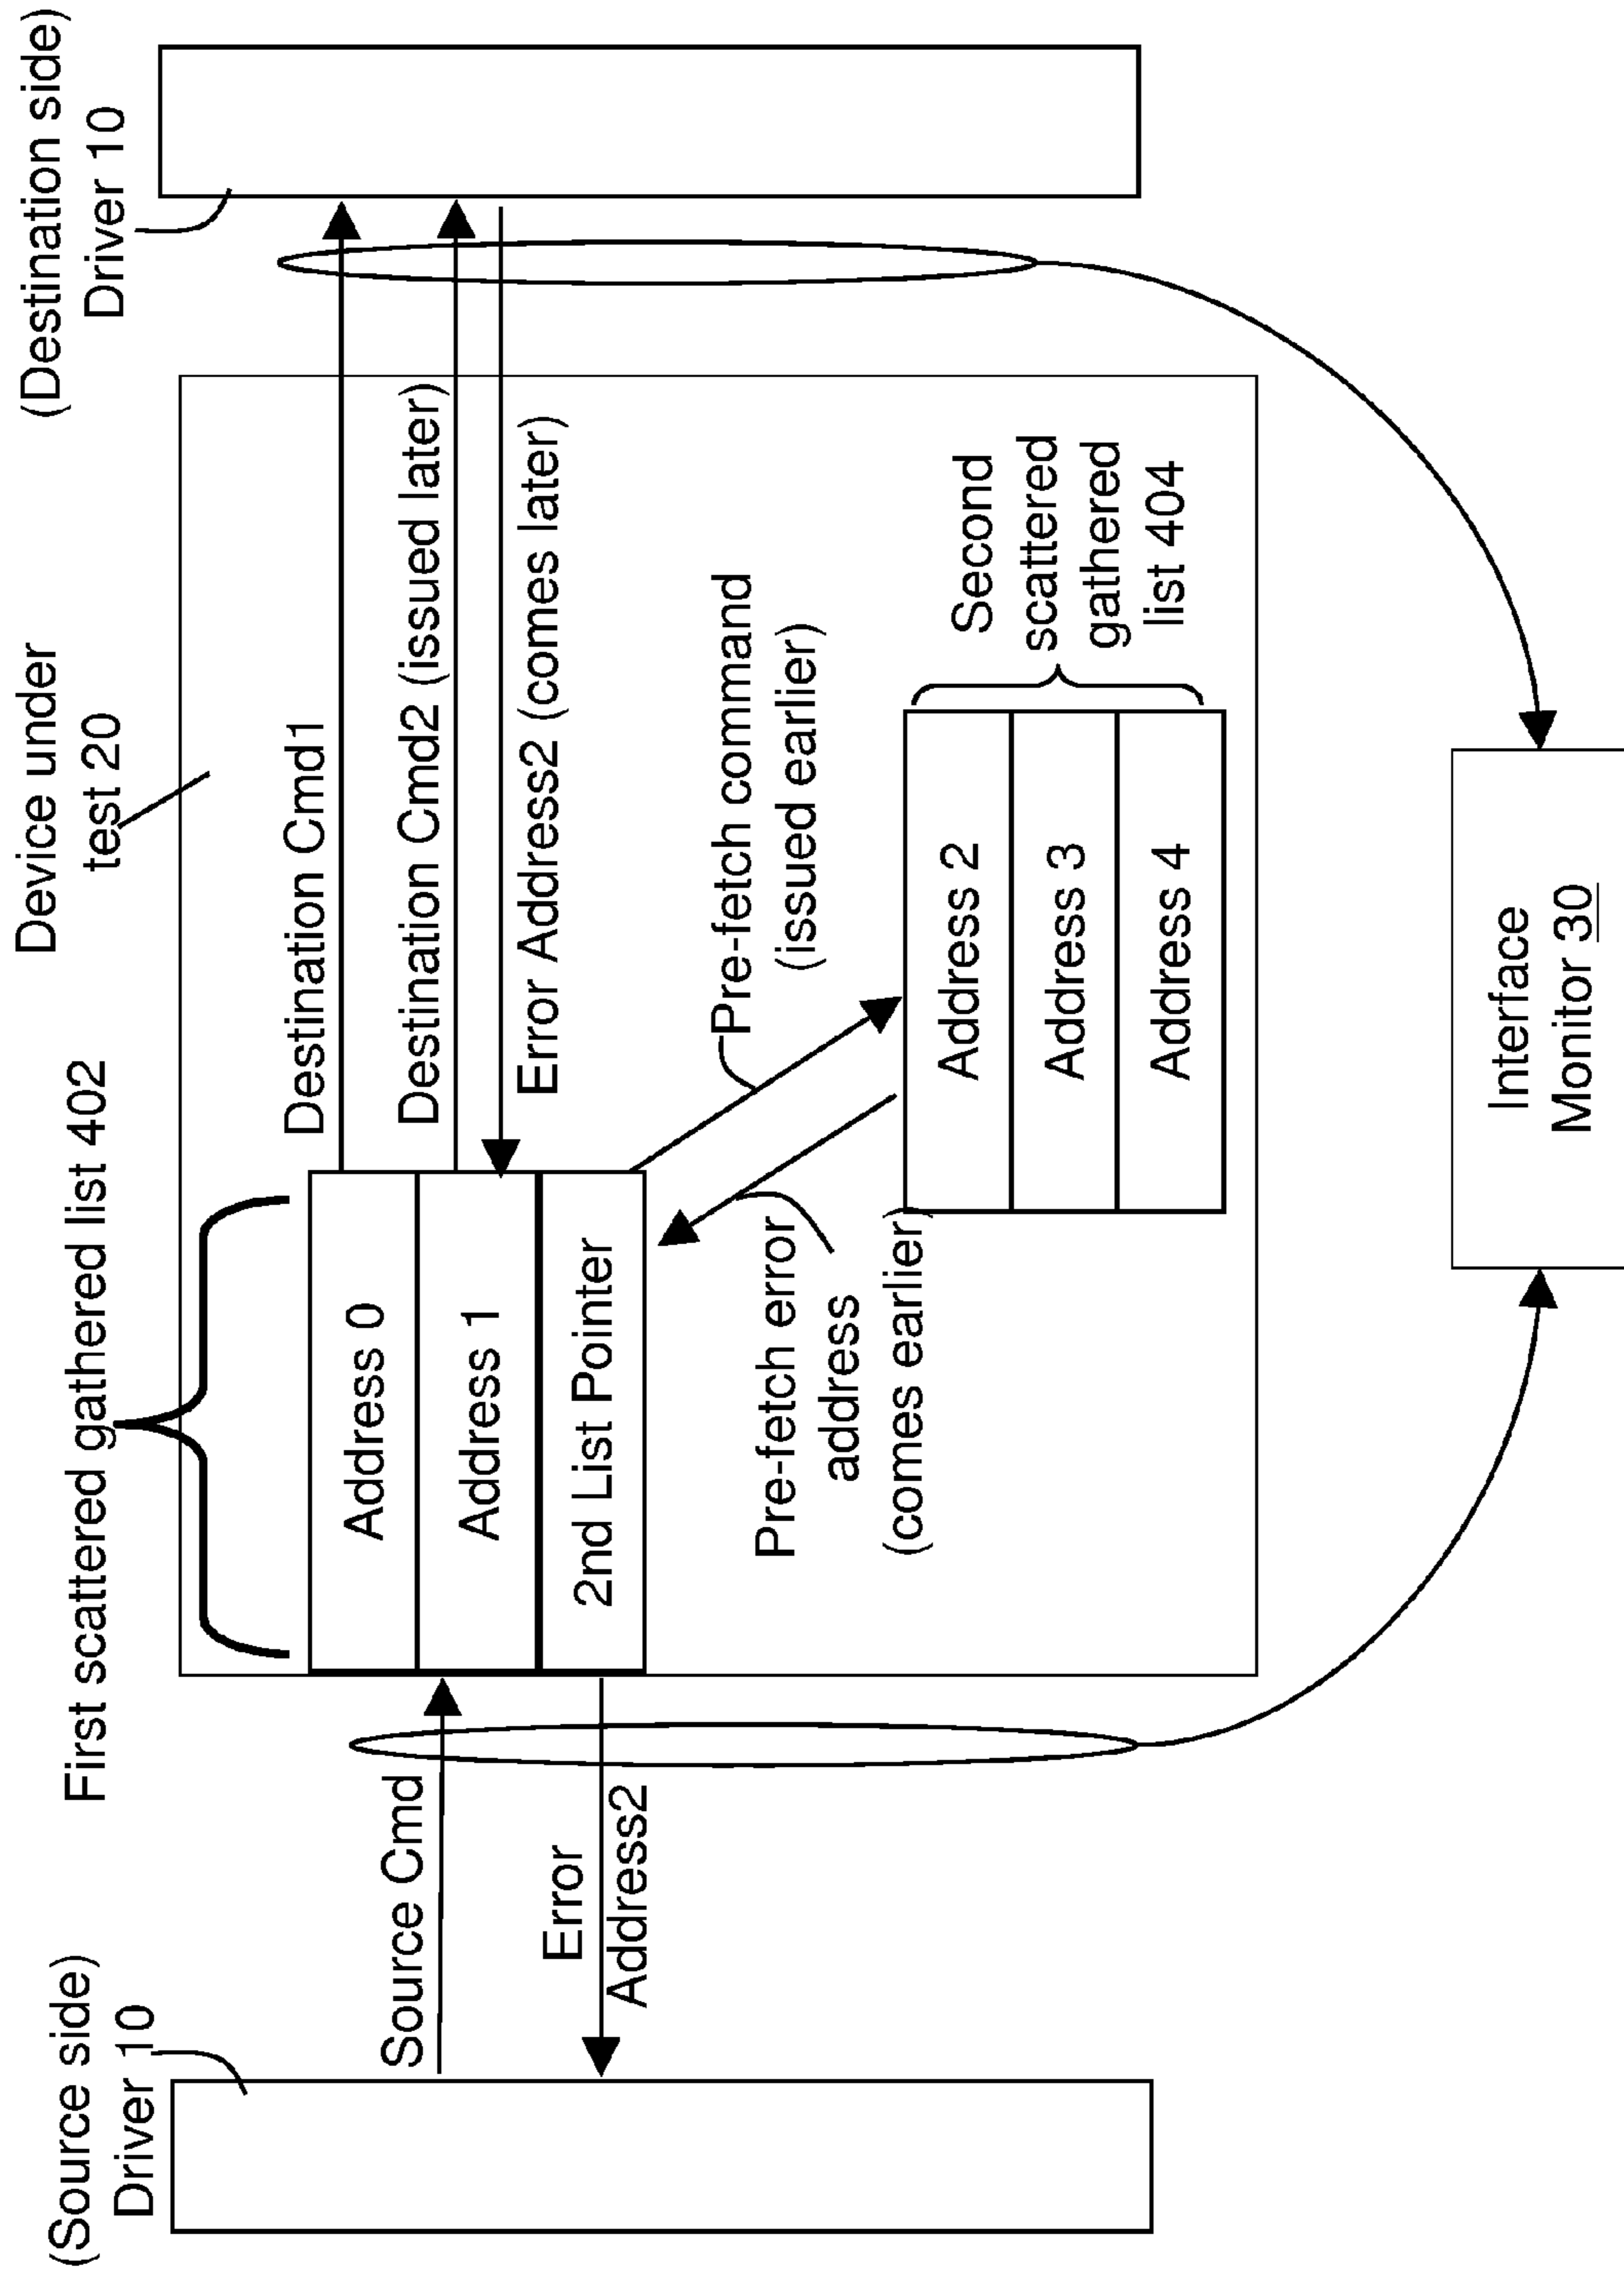 (Source side)
Driver 10
First scattered gathered list 402
Device under
test 20
(Destination side)
Driver 10
Source Cmd
Error
Address2
Address 0
Address 1
2nd List Pointer
Destination Cmd1
Destination Cmd2 (issued later)
Error Address2 (comes later)
Pre-fetch command
(issued earlier)
Pre-fetch error
address
(comes earlier)
Address 2
Address 3
Address 4
Second
scattered
gathered
list 404
Interface
Monitor 30